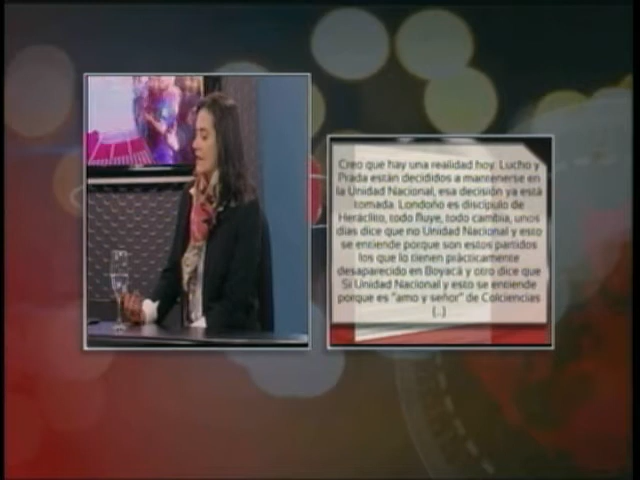 Creo que hay una realidad hoy. Lucho y
Prada están decididos a mantenerse en
la Unidad Nacional, esa decisión ya está
tomada. Londoño es discípulo de
Heráclito, todo fluye, todo cambia, unos
días dice que no Unidad Nacional y esto
se entiende porque son estos partidos
los que lo tienen prácticamente
desaparecido en Boyacá y otro dice que
Sí Unidad Nacional y esto se entiende
porque es "amo y señor" de Colciencias
(..)